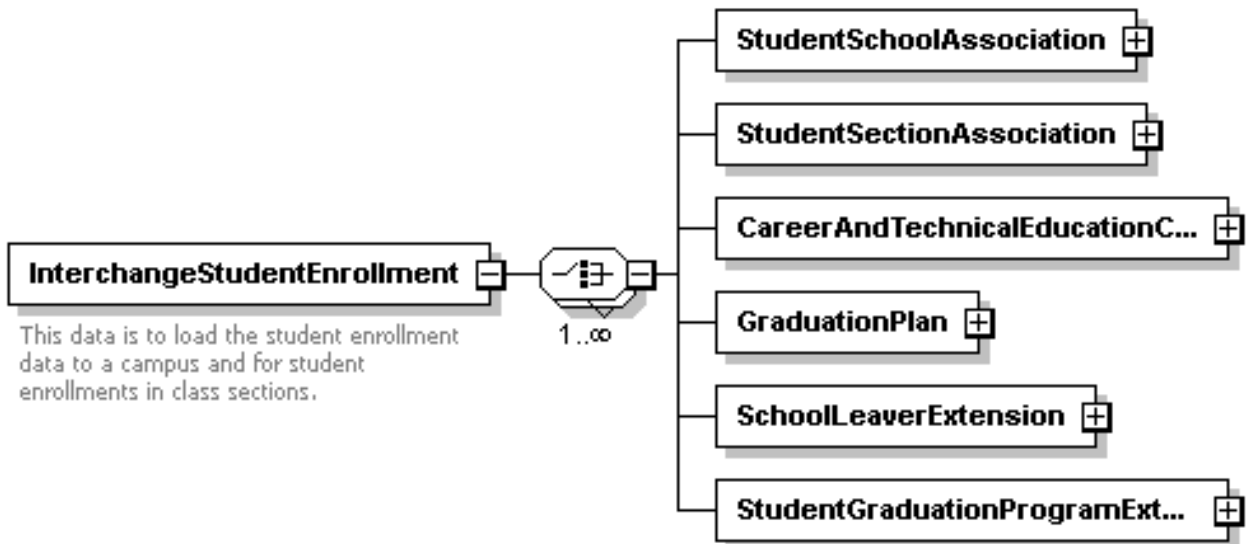 StudentSchoolAssociation
StudentSectionAssociation
CareerAndTechnicalEducationC...
InterchangeStudentEnrollment
This data is to load the student enrollment
data to a campus and for student
enrollments in class sections.
1..∞
GraduationPlan
SchoolLeaverExtension
StudentGraduationProgramExt...